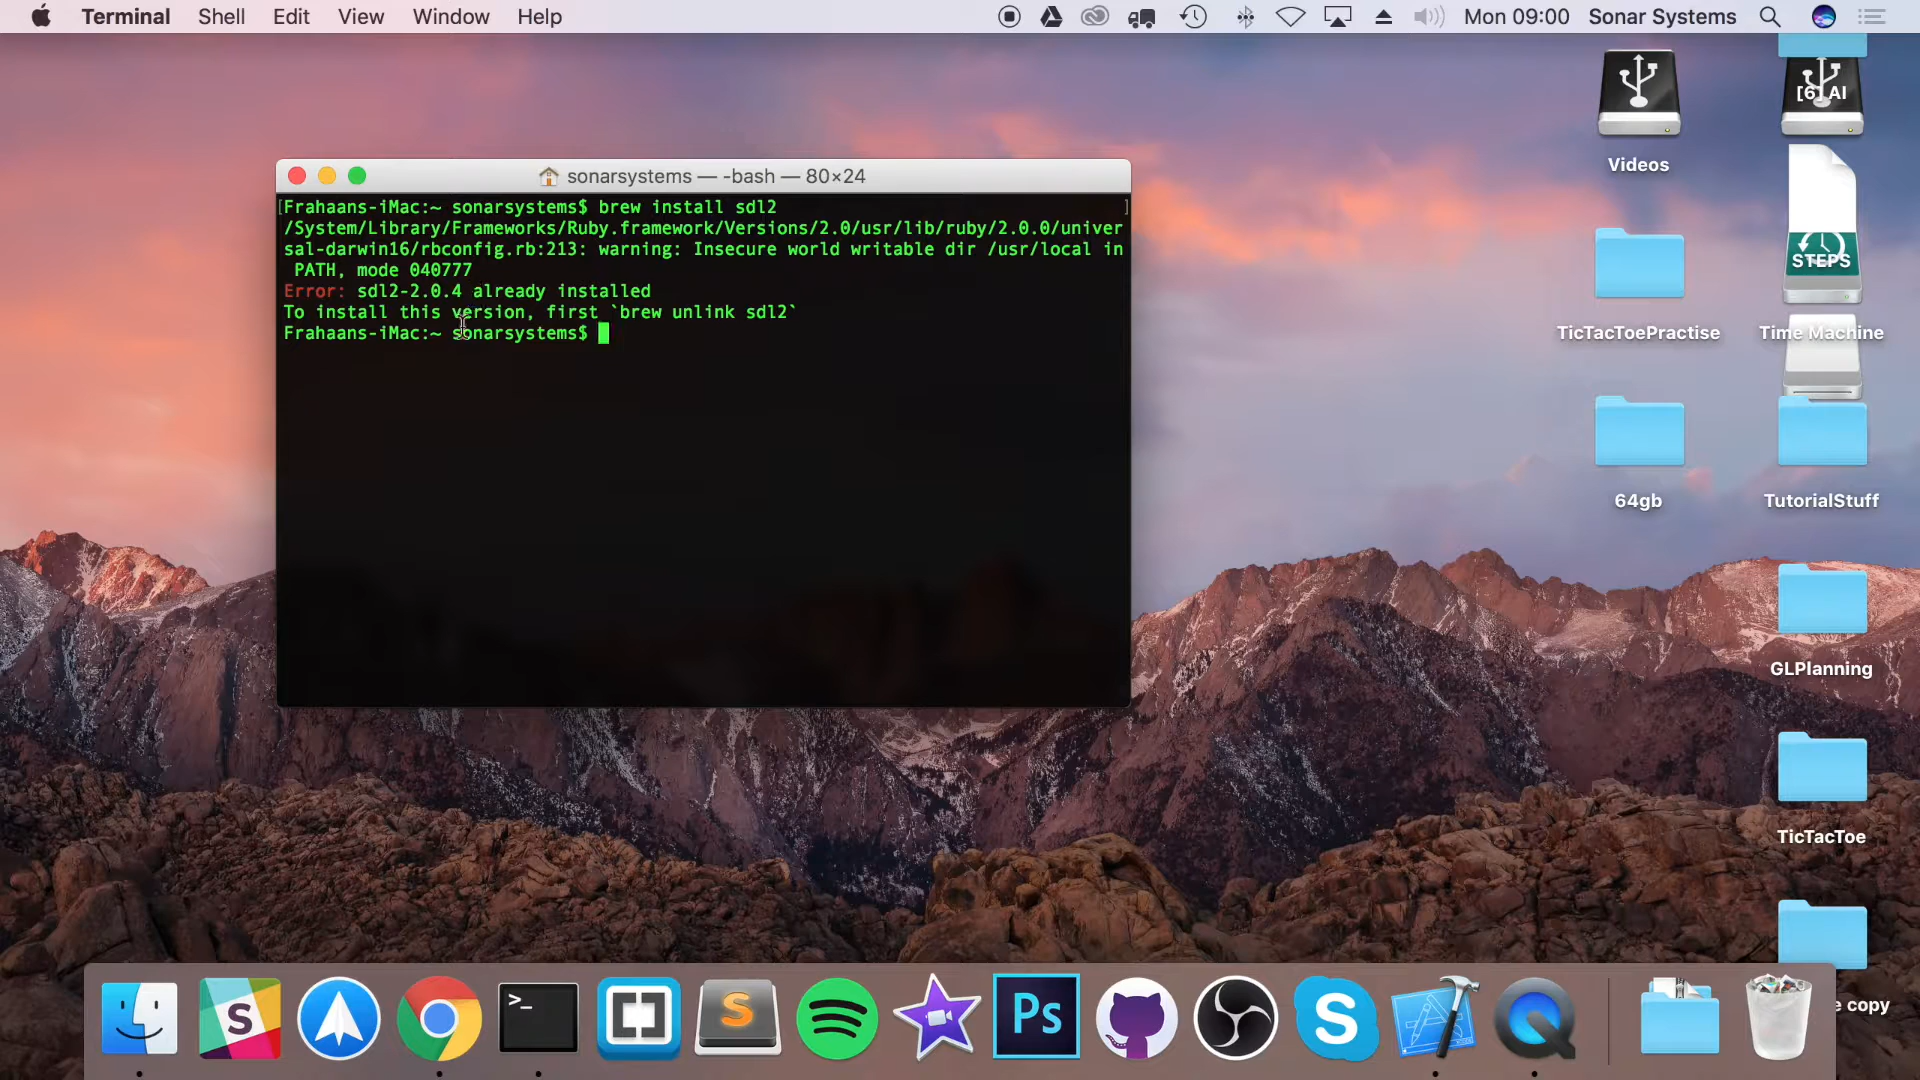 Terminal Shell Edit View Window Help Mon 09:00 Sonar Systems
sonarsystems — -bash — 80×24
[Frahaans-iMac:~ sonarsystems$ brew install sdl2 ]
/System/Library/Frameworks/Ruby.framework/Versions/2.0/usr/lib/ruby/2.0.0/univer
sal-darwin16/rbconfig.rb:213: warning: Insecure world writable dir /usr/local in
PATH, mode 040777
Error: sdl2-2.0.4 already installed
To install this version, first `brew unlink sdl2`
Frahaans-iMac:~ sonarsystems$
[6] AI
Videos
STEPS
TicTacToePractise
Time Machine
64gb
TutorialStuff
GLPlanning
TicTacToe
e copy
>_
S
S
Ps
S